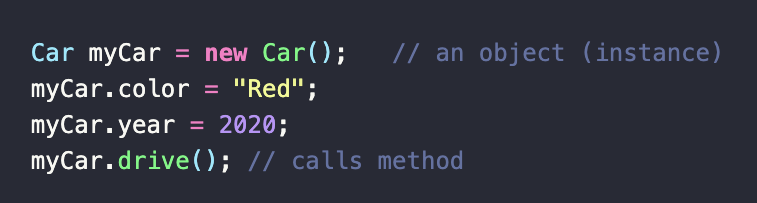 Car myCar = new Car();   // an object (instance)
myCar.color = "Red";
myCar.year = 2020;
myCar.drive(); // calls method